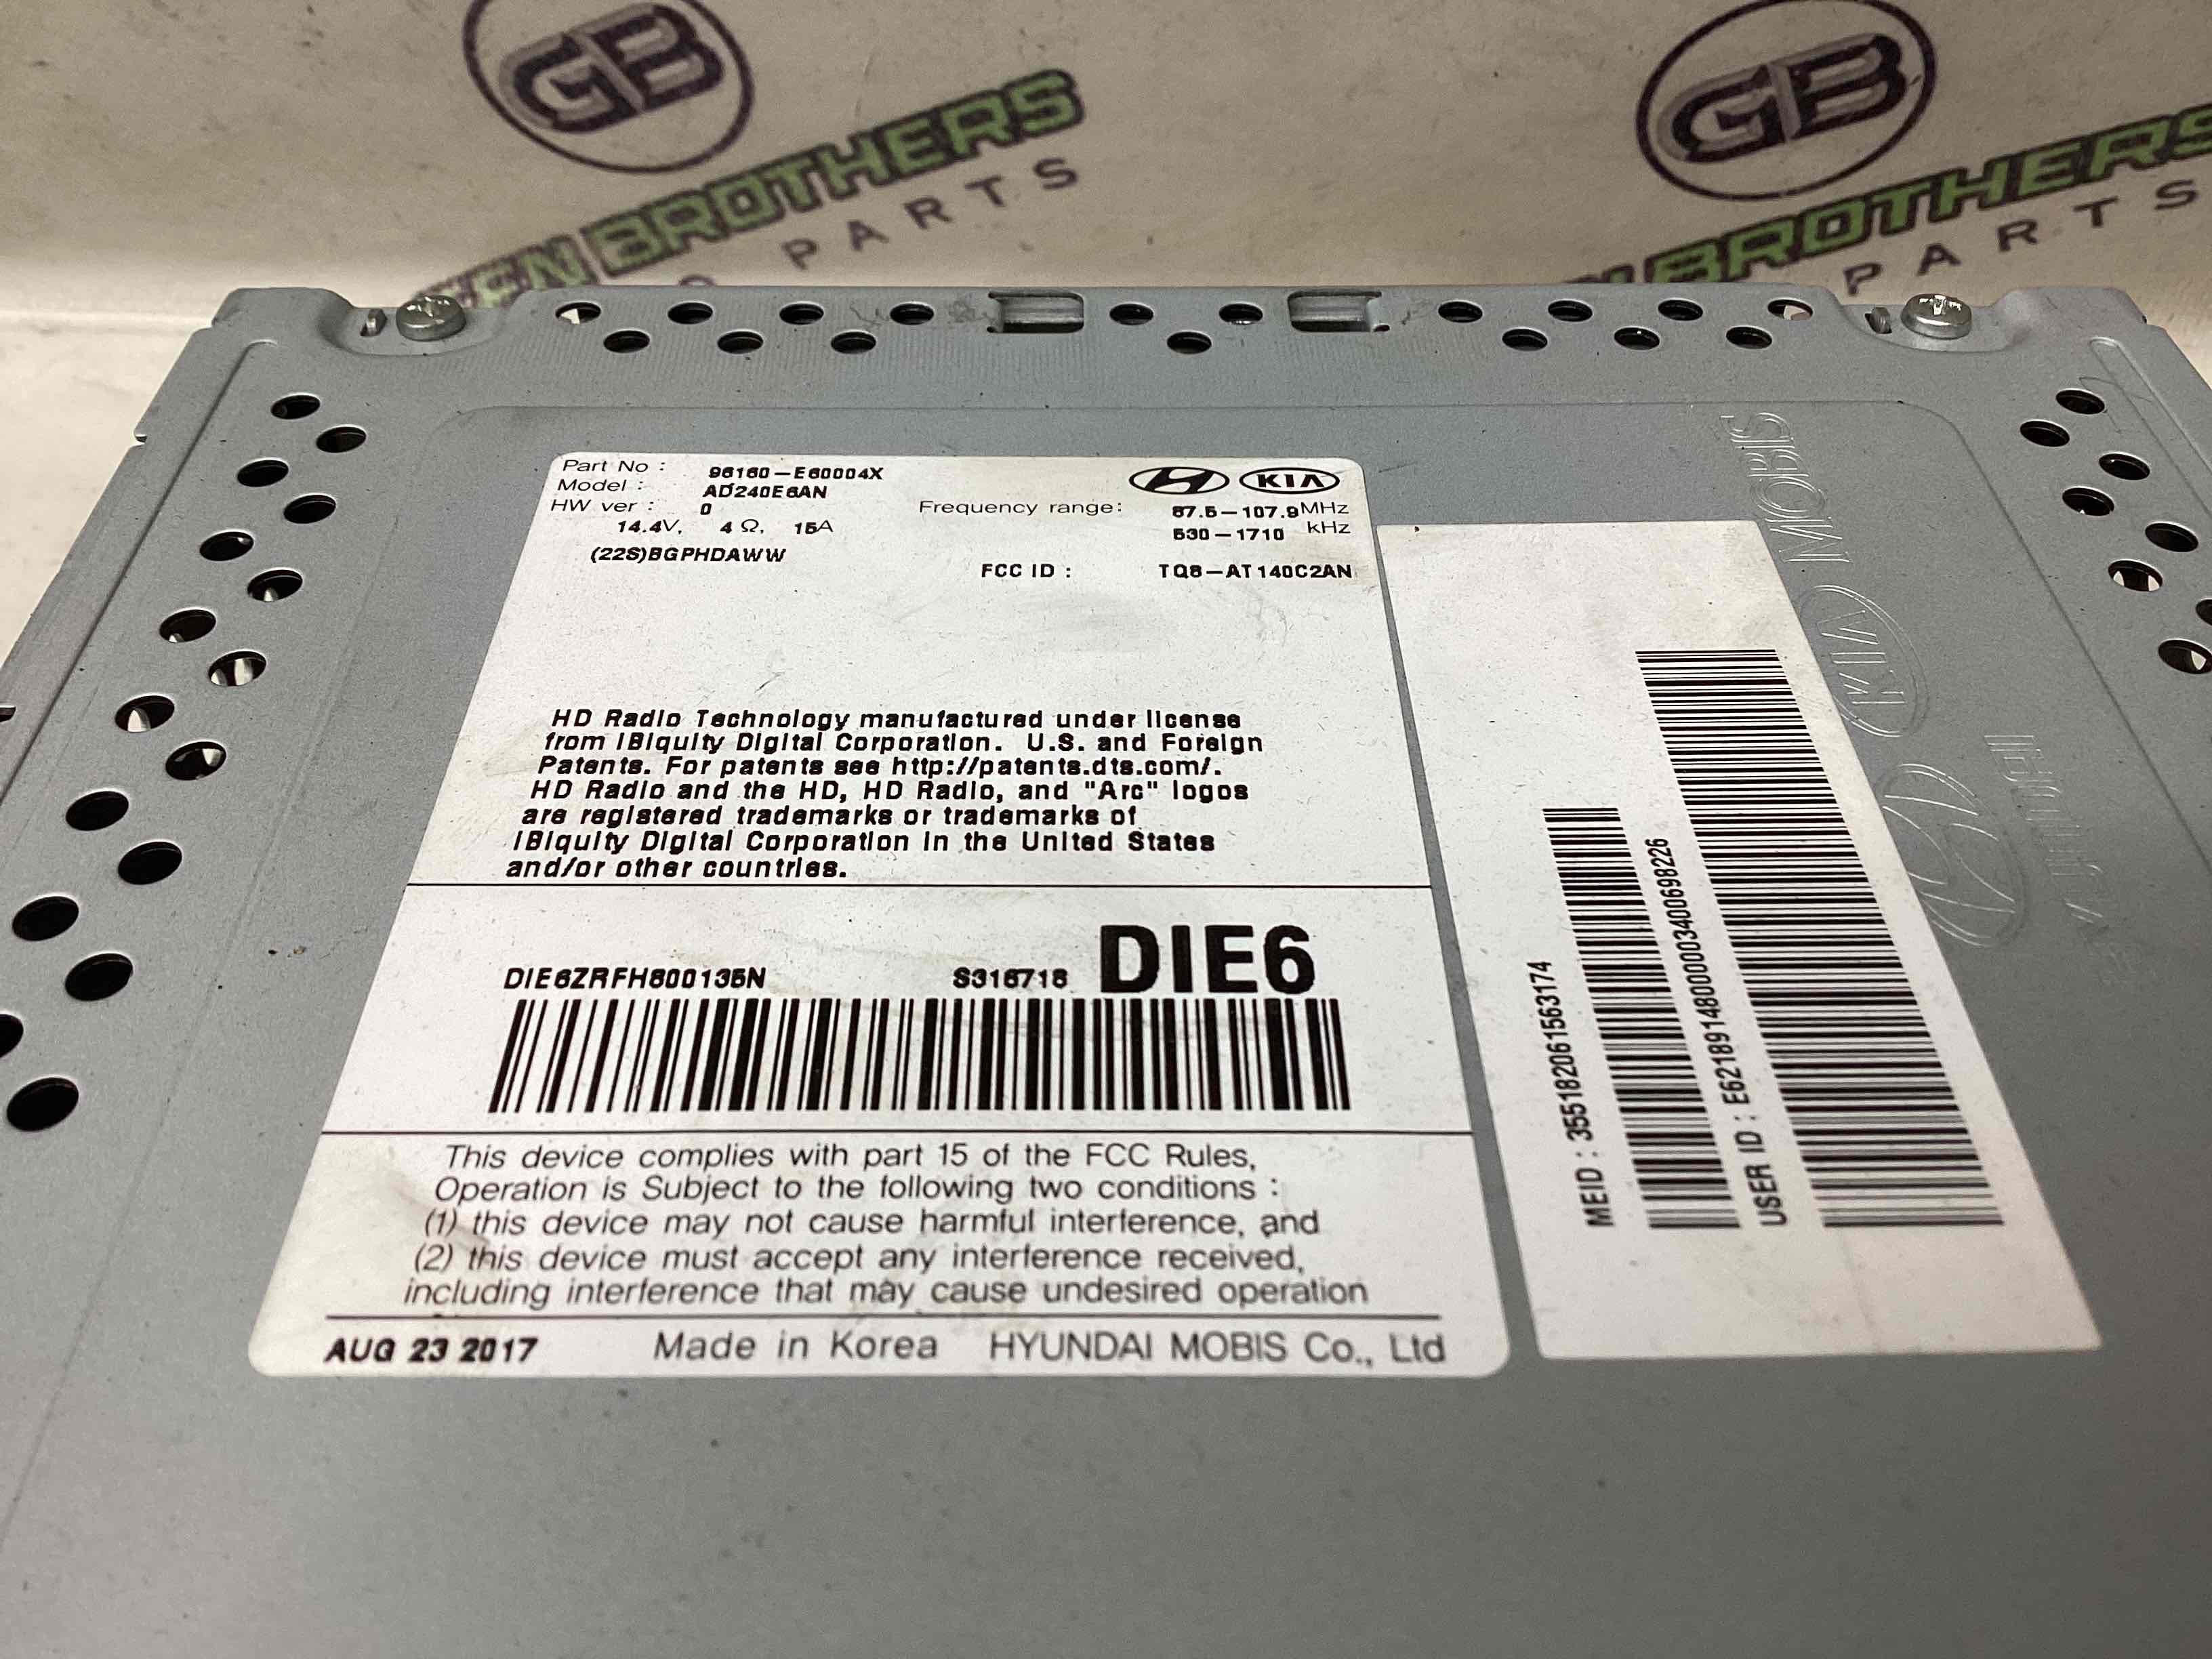 GB
EEN BROTHERS
O PARTS
GB
N BROTHERS
PARTS
Part No : 96160-E60004X
Model : AD240E6AN
HW ver : 0
14.4V, 4 Ω, 15A
(22S)BGPHDAWW
KIA
Frequency range: 87.5-107.9MHz
530-1710 kHz
FCC ID : TQ8-AT140C2AN
HD Radio Technology manufactured under license
from iBiquity Digital Corporation. U.S. and Foreign
Patents. For patents see http://patents.dts.com/.
HD Radio and the HD, HD Radio, and "Arc" logos
are registered trademarks or trademarks of
iBiquity Digital Corporation in the United States
and/or other countries.
DIE6ZRFH800135N S316718 DIE6
This device complies with part 15 of the FCC Rules,
Operation is Subject to the following two conditions :
(1) this device may not cause harmful interference, and
(2) this device must accept any interference received,
including interference that may cause undesired operation
AUG 23 2017 Made in Korea HYUNDAI MOBIS Co., Ltd
MEID : 355182061563174
USER ID : E62189148000003400698226
MOBIS
KIA